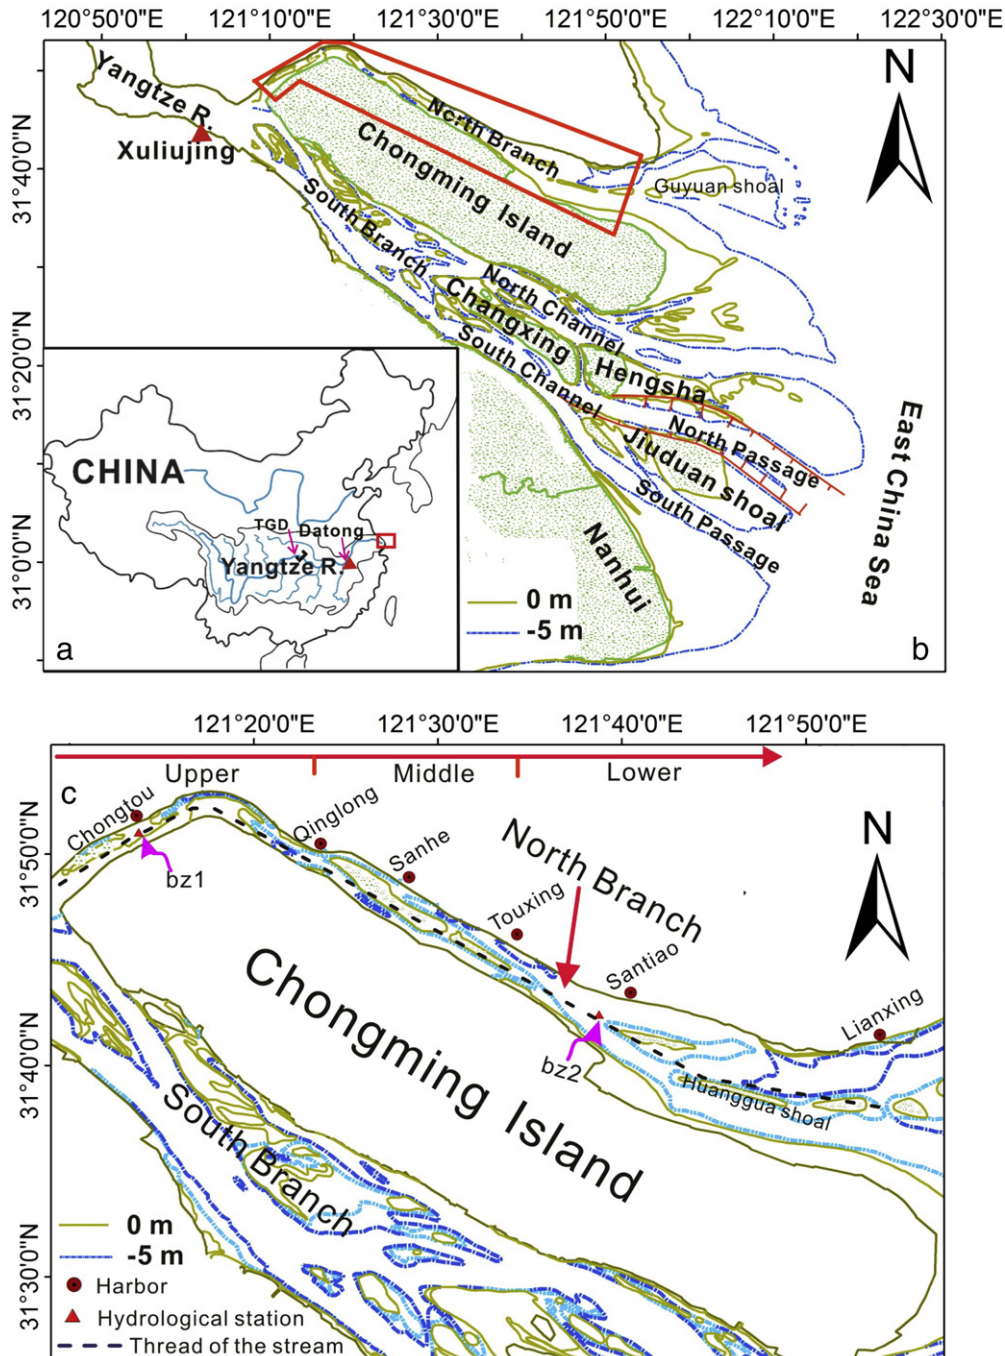 120°50'0"E 121°10'0"E 121°30'0"E 121°50'0"E 122°10'0"E 122°30'0"E
31°40'0"N
31°20'0"N
31°0'0"N
Yangtze R.
Xuliujing
North Branch
Chongming Island
Guyuan shoal
South Branch
North Channel
Changxing
South Channel
Hengsha
North Passage
Jiuduan shoal
South Passage
Nanhui
East China Sea
N
0 m
-5 m
b
CHINA
TGD
Datong
Yangtze R.
a
121°20'0"E 121°30'0"E 121°40'0"E 121°50'0"E
31°50'0"N
31°40'0"N
31°30'0"N
c
Upper
Middle
Lower
Chongtou
bz1
Qinglong
Sanhe
Touxing
North Branch
Santiao
Lianxing
N
bz2
Huanggua shoal
Chongming Island
South Branch
0 m
-5 m
Harbor
Hydrological station
Thread of the stream